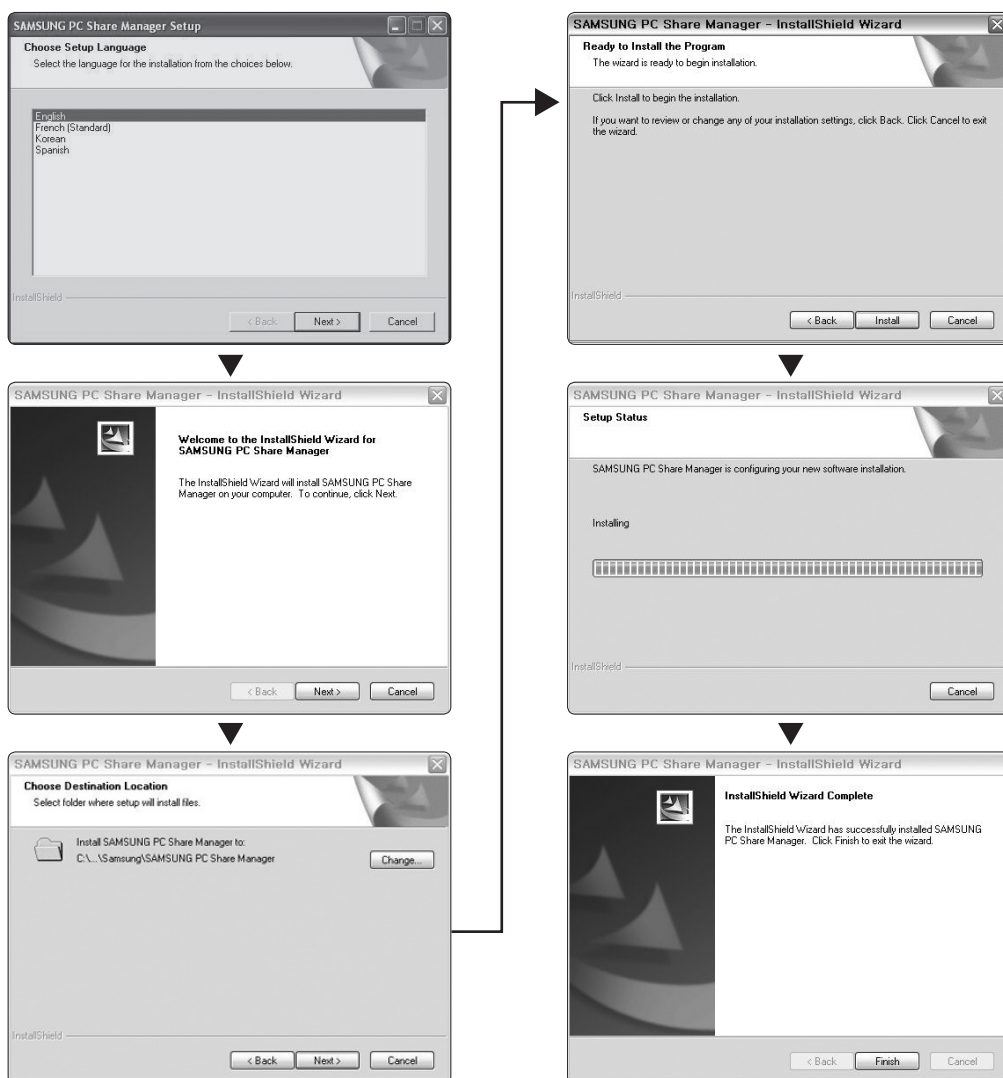 SAMSUNG PC Share Manager Setup
Choose Setup Language
Select the language for the installation from the choices below.
English
French (Standard)
Korean
Spanish
InstallShield
< Back Next > Cancel
SAMSUNG PC Share Manager – InstallShield Wizard
Welcome to the InstallShield Wizard for
SAMSUNG PC Share Manager
The InstallShield Wizard will install SAMSUNG PC Share
Manager on your computer. To continue, click Next.
< Back Next > Cancel
SAMSUNG PC Share Manager – InstallShield Wizard
Choose Destination Location
Select folder where setup will install files.
Install SAMSUNG PC Share Manager to:
C:\...\Samsung\SAMSUNG PC Share Manager
Change...
InstallShield
< Back Next > Cancel
SAMSUNG PC Share Manager – InstallShield Wizard
Ready to Install the Program
The wizard is ready to begin installation.
Click Install to begin the installation.
If you want to review or change any of your installation settings, click Back. Click Cancel to exit
the wizard.
InstallShield
< Back Install Cancel
SAMSUNG PC Share Manager – InstallShield Wizard
Setup Status
SAMSUNG PC Share Manager is configuring your new software installation.
Installing
InstallShield
Cancel
SAMSUNG PC Share Manager – InstallShield Wizard
InstallShield Wizard Complete
The InstallShield Wizard has successfully installed SAMSUNG
PC Share Manager. Click Finish to exit the wizard.
< Back Finish Cancel